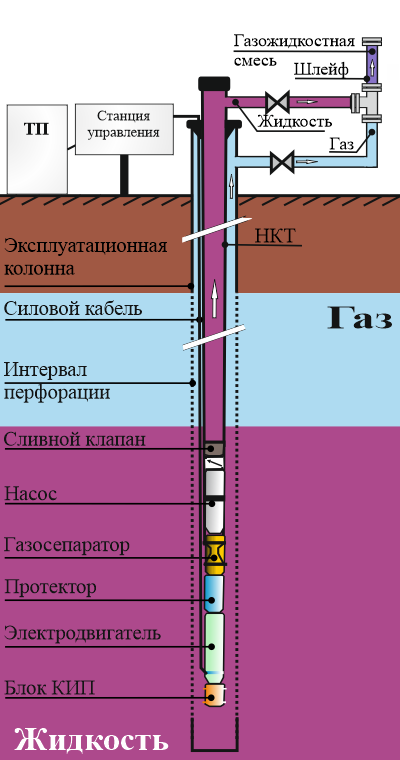 Газожидкостная
смесь
Шлейф
ТП
Станция
управления
Жидкость
Газ
НКТ
Эксплуатационная
колонна
Силовой кабель
Газ
Интервал
перфорации
Сливной клапан
Насос
Газосепаратор
Протектор
Электродвигатель
Блок КИП
Жидкость